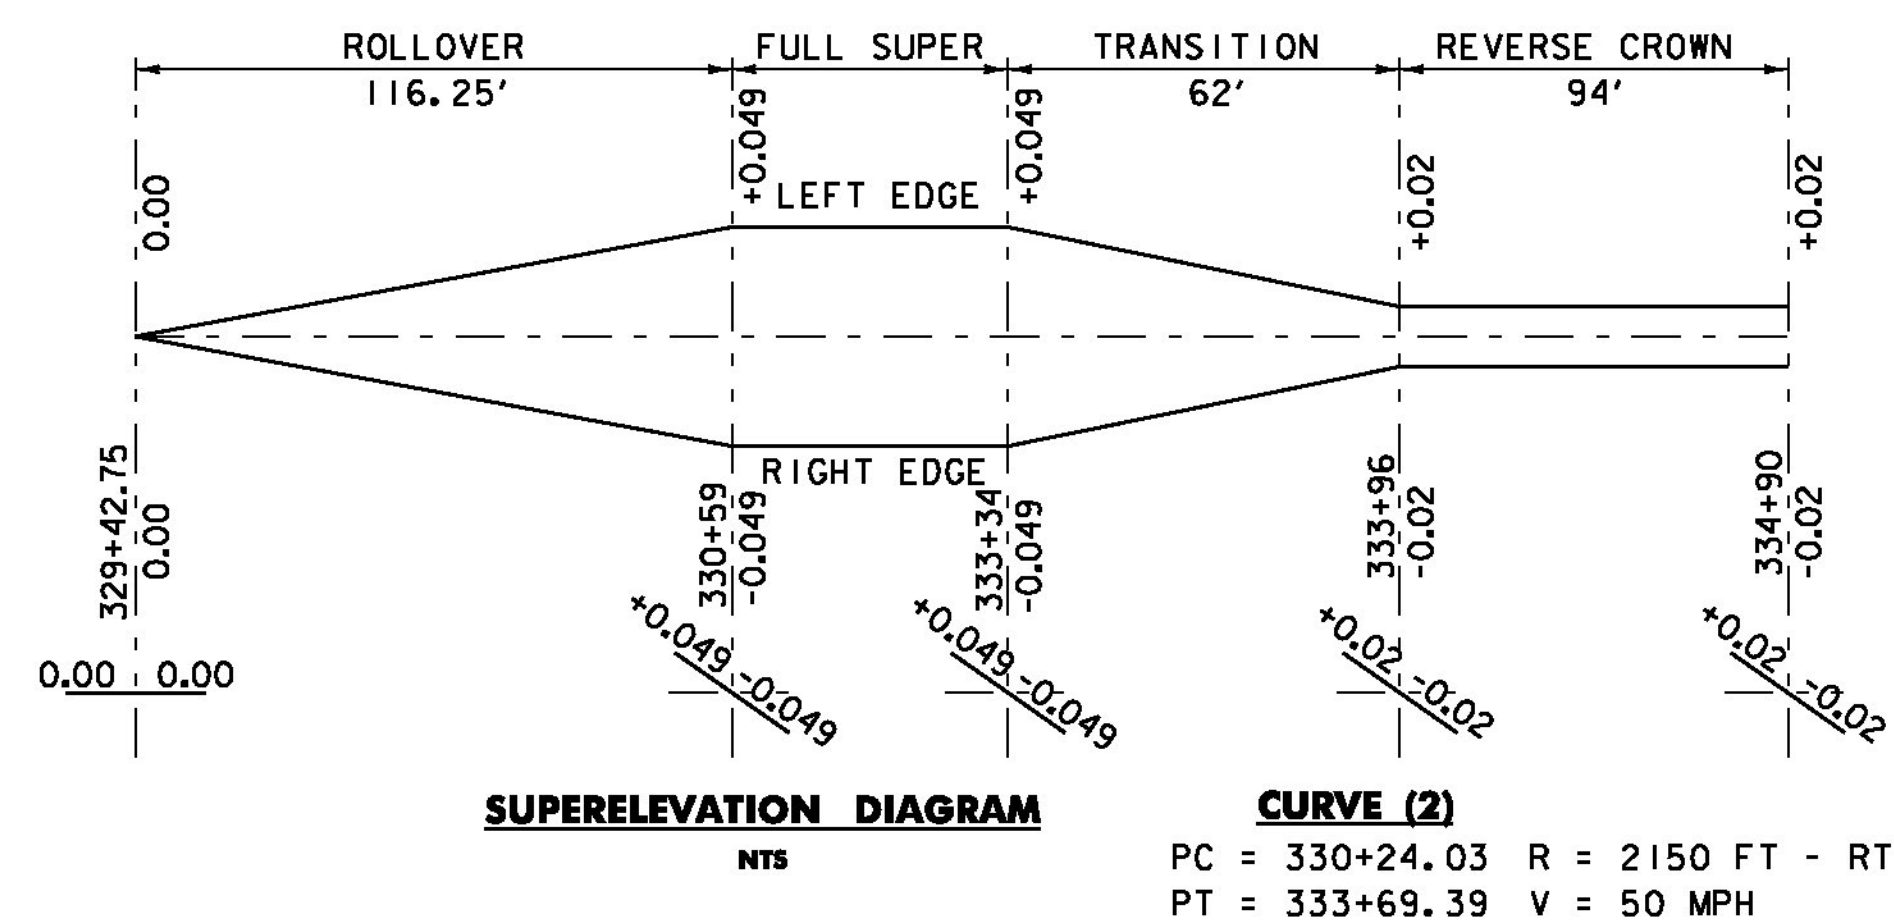 ROLLOVER
FULL SUPER
TRANSITION
REVERSE CROWN
116.25'
62'
94'
0.00
+0.049
+0.049
+0.02
+0.02
LEFT EDGE
RIGHT EDGE
329+42.75
0.00
330+59
-0.049
333+34
-0.049
333+96
-0.02
334+90
-0.02
0.00 0.00
+0.049 -0.049
+0.049 -0.049
+0.02 -0.02
+0.02 -0.02
SUPERELEVATION DIAGRAM
NTS
CURVE (2)
PC = 330+24.03 R = 2150 FT - RT
PT = 333+69.39 V = 50 MPH